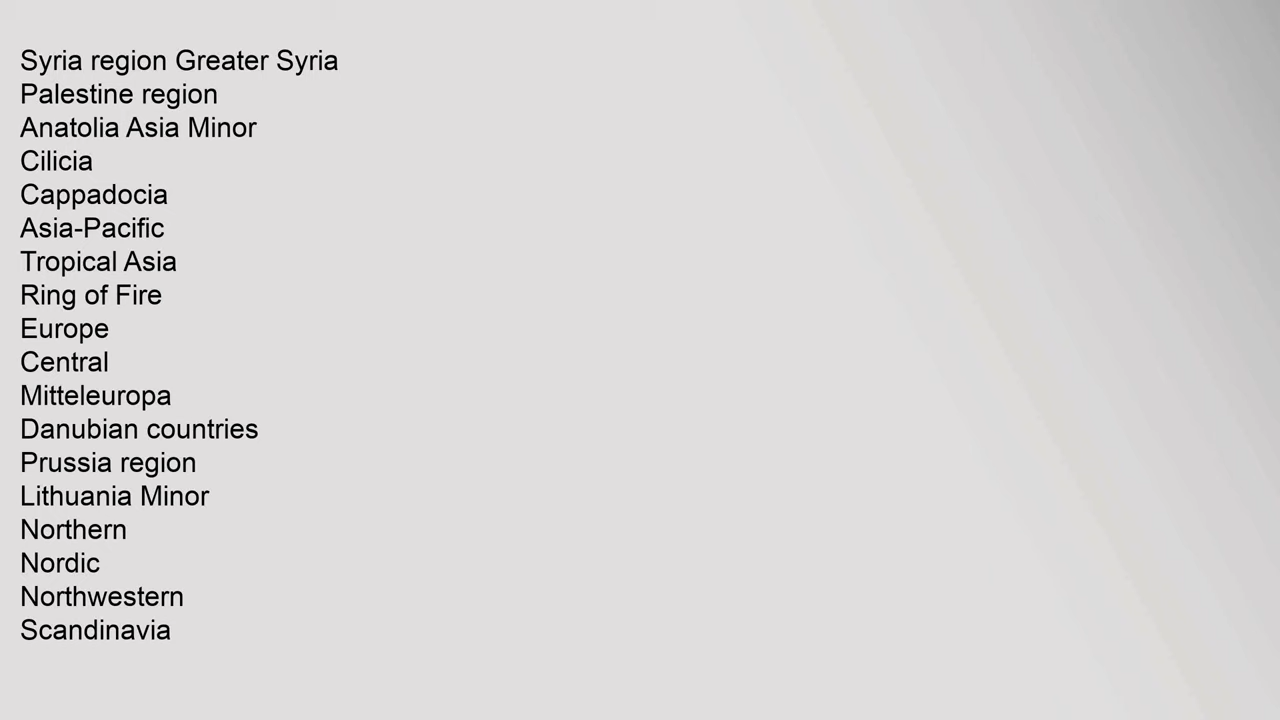 Syria region Greater Syria
Palestine region
Anatolia Asia Minor
Cilicia
Cappadocia
Asia-Pacific
Tropical Asia
Ring of Fire
Europe
Central
Mitteleuropa
Danubian countries
Prussia region
Lithuania Minor
Northern
Nordic
Northwestern
Scandinavia